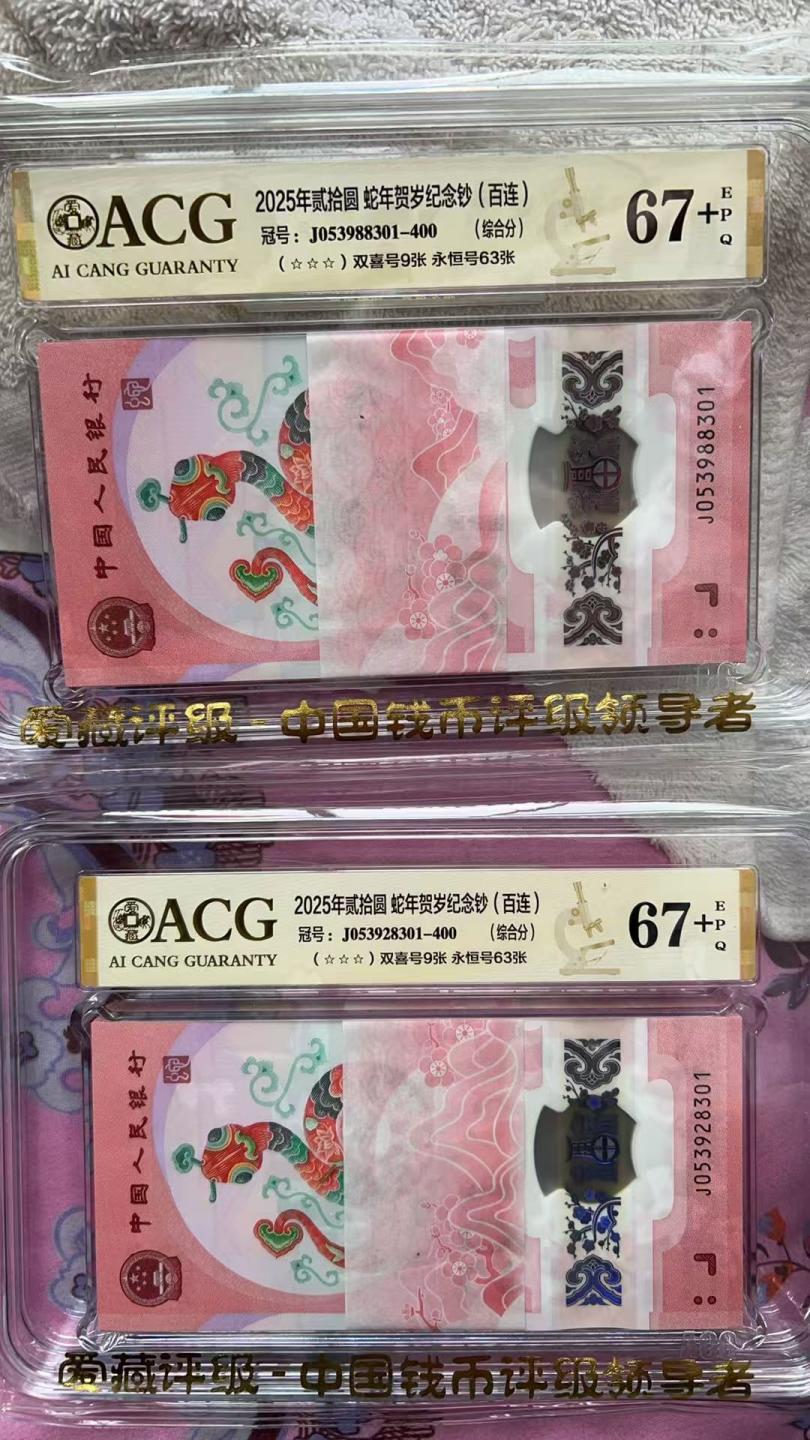 ACG
AI CANG GUARANTY
2025年贰拾圆 蛇年贺岁纪念钞（百连）
冠号：J053988301-400 （综合分）
（☆☆☆）双喜号9张 永恒号63张
67+
EPQ
中国人民银行
J053988301
爱藏评级-中国钱币评级领导者
ACG
AI CANG GUARANTY
2025年贰拾圆 蛇年贺岁纪念钞（百连）
冠号：J053928301-400 （综合分）
（☆☆☆）双喜号9张 永恒号63张
67+
EPQ
中国人民银行
J053928301
爱藏评级-中国钱币评级领导者